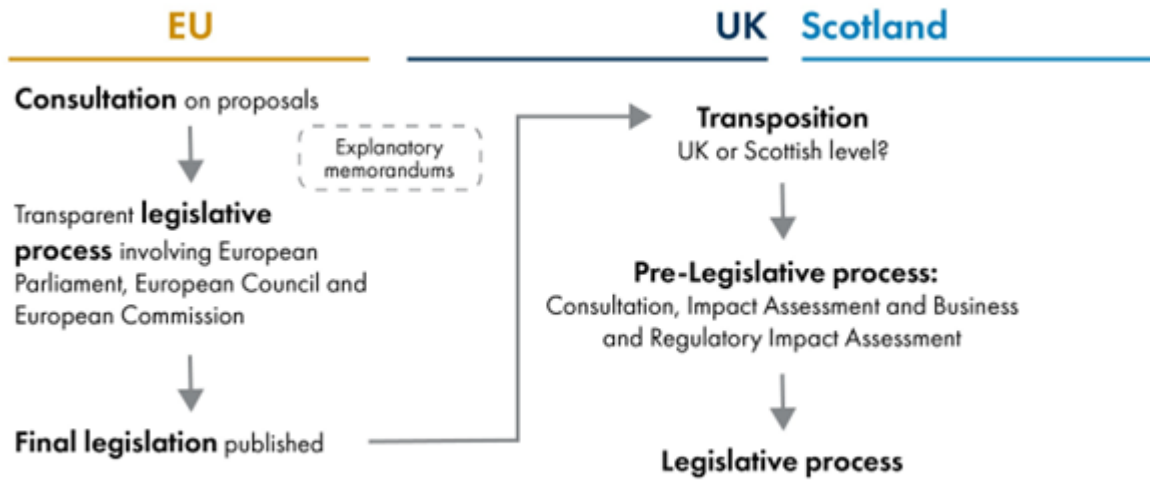 EU
UK Scotland
Consultation on proposals
Explanatory
memorandums
Transparent legislative
process involving European
Parliament, European Council and
European Commission
Final legislation published
Transposition
UK or Scottish level?
Pre-Legislative process:
Consultation, Impact Assessment and Business
and Regulatory Impact Assessment
Legislative process